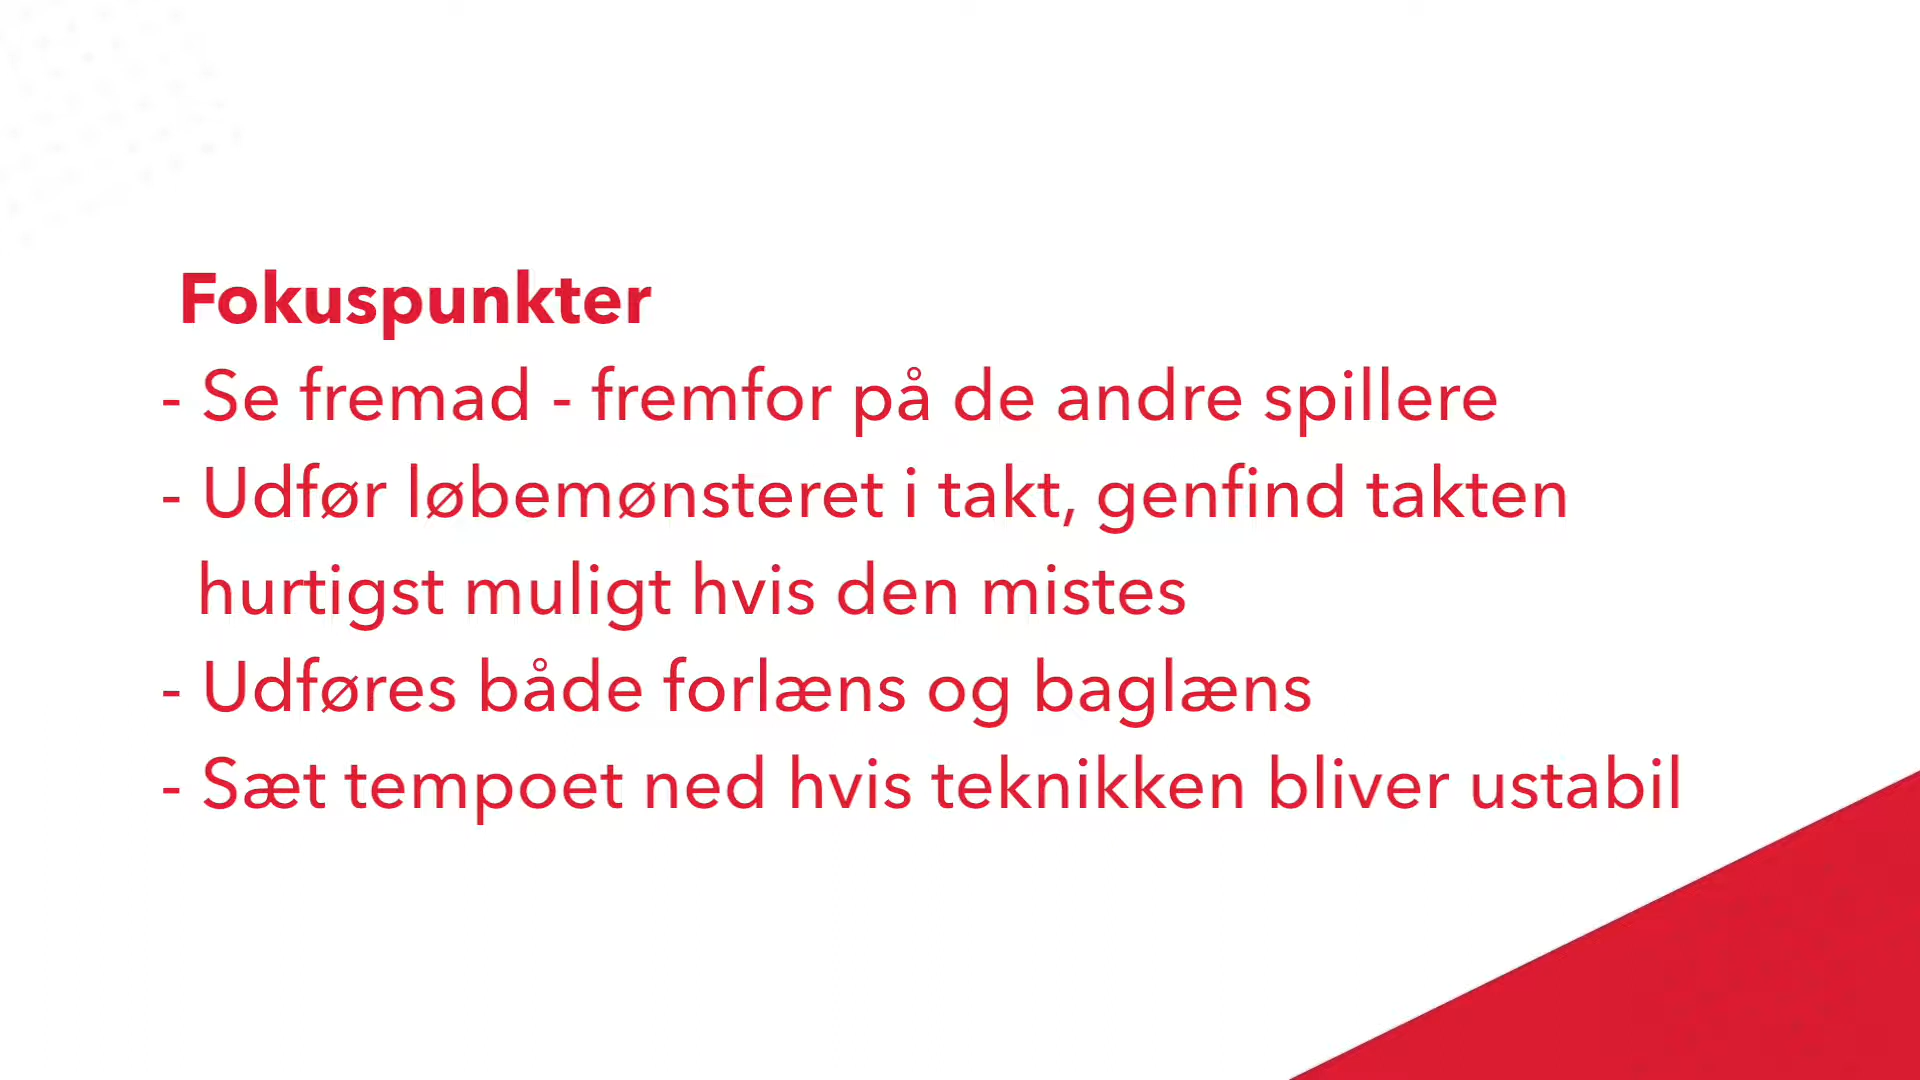 Fokuspunkter
- Se fremad - fremfor på de andre spillere
- Udfør løbemønsteret i takt, genfind takten
hurtigst muligt hvis den mistes
- Udføres både forlæns og baglæns
- Sæt tempoet ned hvis teknikken bliver ustabil